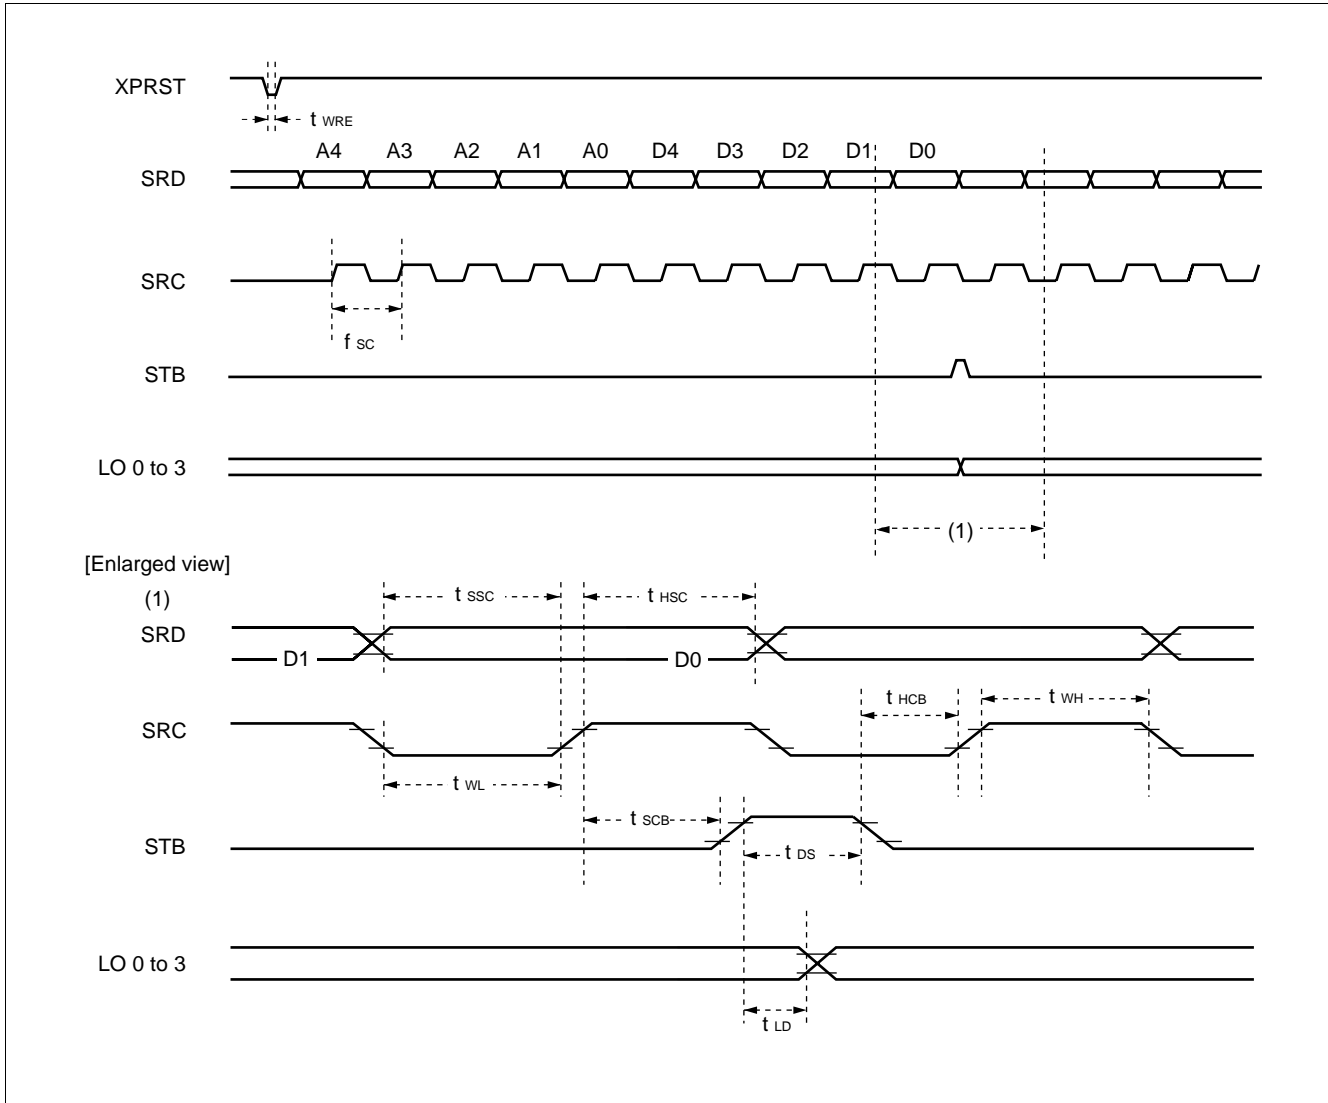 XPRST
t WRE
A4 A3 A2 A1 A0 D4 D3 D2 D1 D0
SRD
SRC
f SC
STB
LO 0 to 3
(1)
[Enlarged view]
(1)
t SSC t HSC
SRD
D1 D0
t HCB t WH
SRC
t WL
t SCB
STB
t DS
LO 0 to 3
t LD